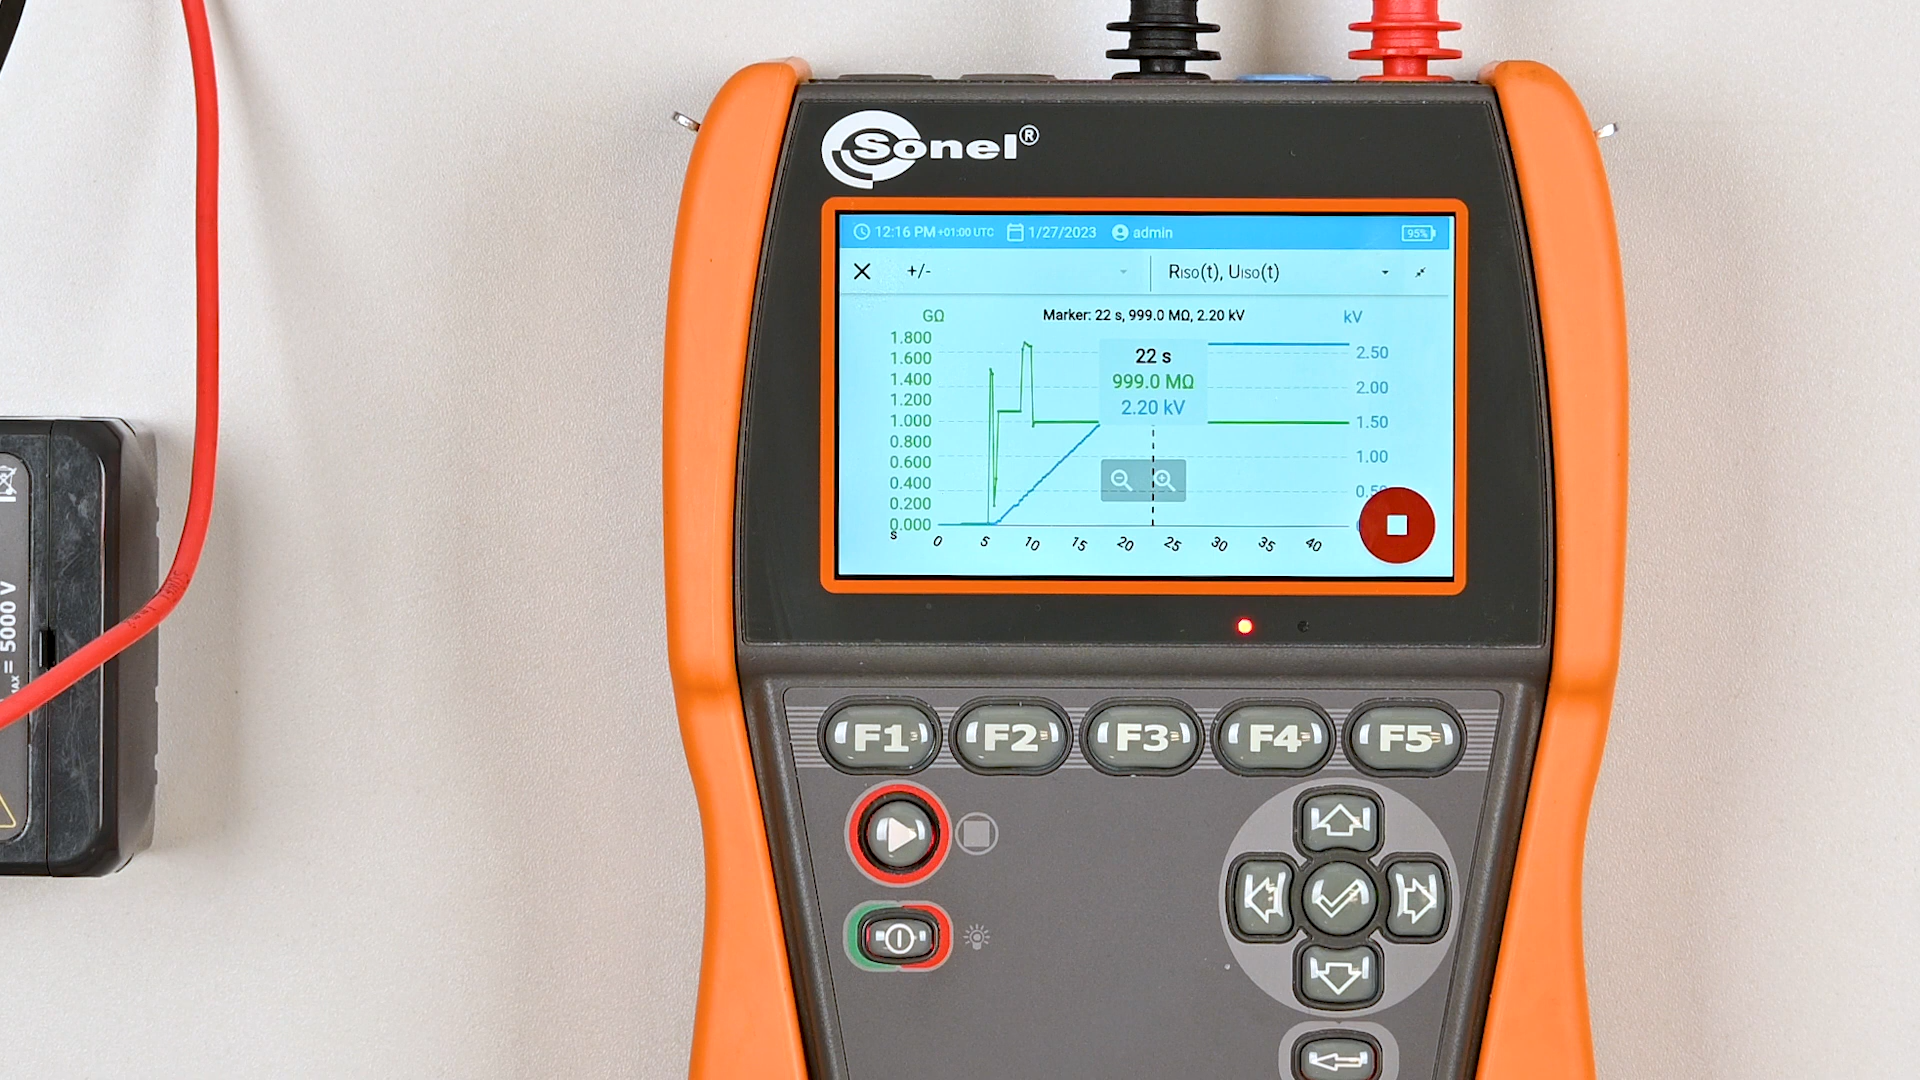 Sonel®
12:16 PM +01:00 UTC 1/27/2023 admin 95%
+/- RISO(t), UISO(t)
GΩ Marker: 22 s, 999.0 MΩ, 2.20 kV kV
1.800
1.600
1.400
1.200
1.000
0.800
0.600
0.400
0.200
0.000
s
22 s
999.0 MΩ
2.20 kV
2.50
2.00
1.50
1.00
0.5
0 5 10 15 20 25 30 35 40
F1 F2 F3 F4 F5
MAX = 5000 V